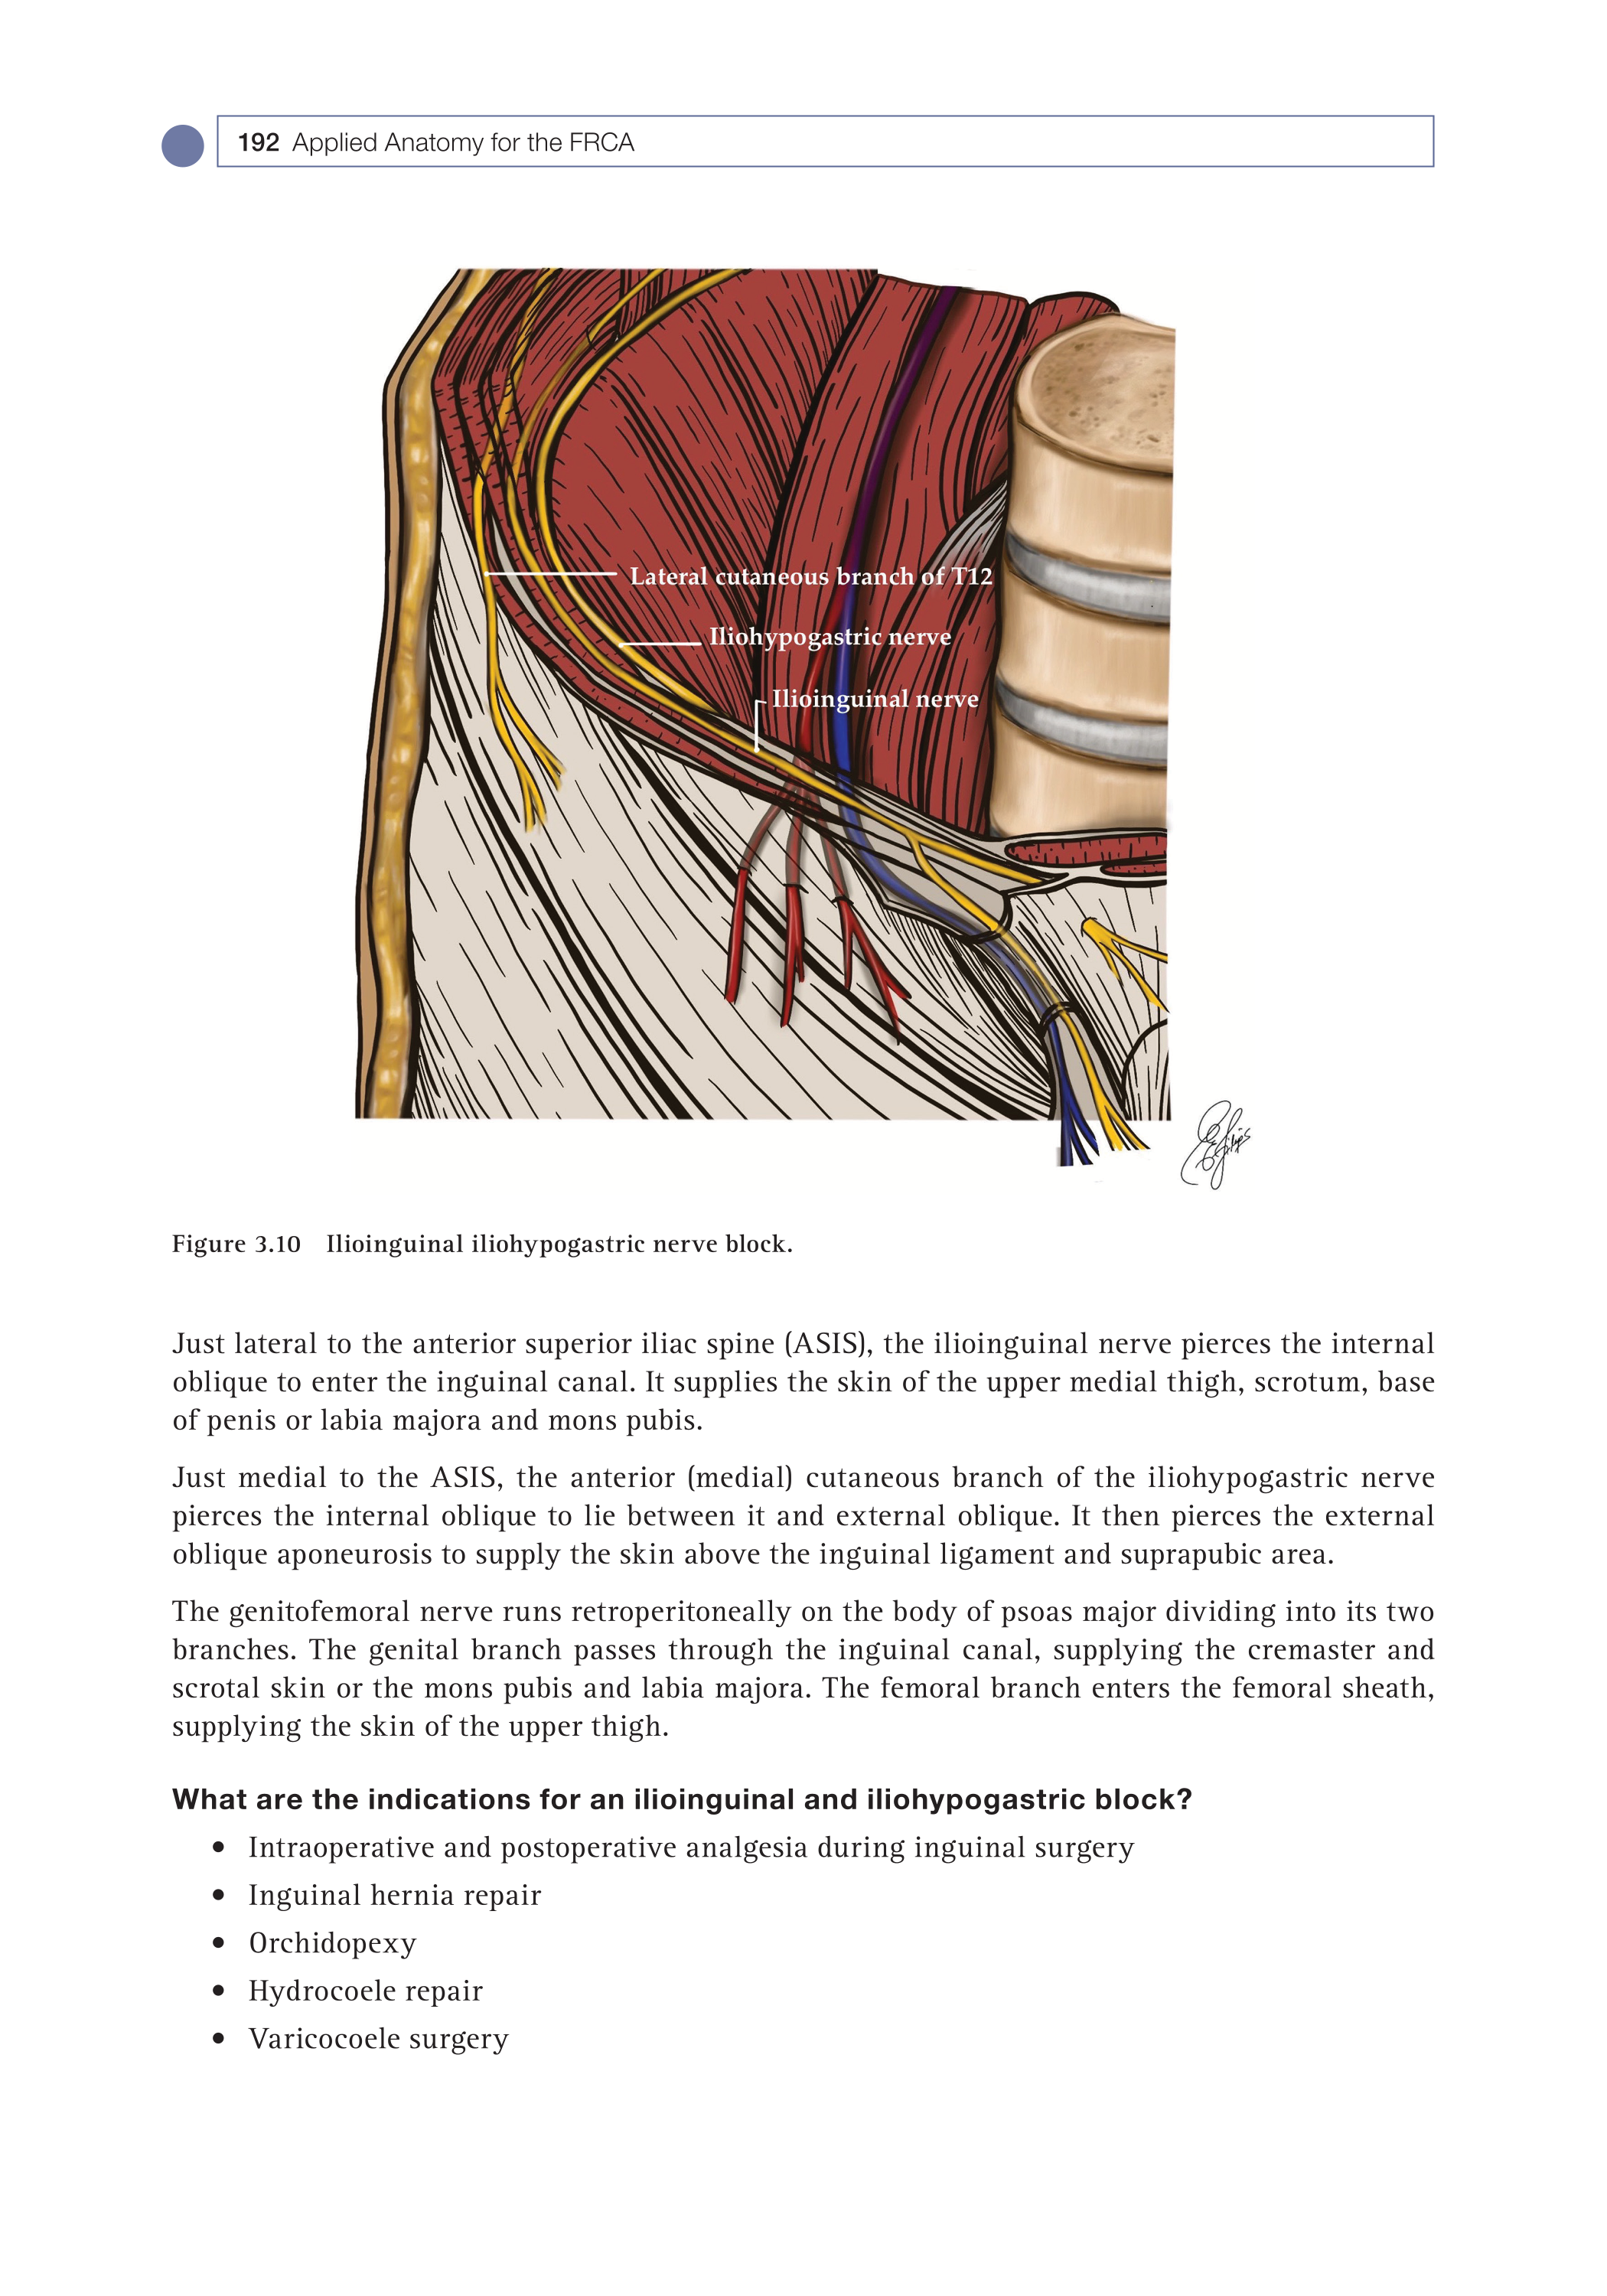 192 Applied Anatomy for the FRCA
Lateral cutaneous branch of T12
Iliohypogastric nerve
Ilioinguinal nerve
Figure 3.10 Ilioinguinal iliohypogastric nerve block.
Just lateral to the anterior superior iliac spine (ASIS), the ilioinguinal nerve pierces the internal
oblique to enter the inguinal canal. It supplies the skin of the upper medial thigh, scrotum, base
of penis or labia majora and mons pubis.
Just medial to the ASIS, the anterior (medial) cutaneous branch of the iliohypogastric nerve
pierces the internal oblique to lie between it and external oblique. It then pierces the external
oblique aponeurosis to supply the skin above the inguinal ligament and suprapubic area.
The genitofemoral nerve runs retroperitoneally on the body of psoas major dividing into its two
branches. The genital branch passes through the inguinal canal, supplying the cremaster and
scrotal skin or the mons pubis and labia majora. The femoral branch enters the femoral sheath,
supplying the skin of the upper thigh.
What are the indications for an ilioinguinal and iliohypogastric block?
• Intraoperative and postoperative analgesia during inguinal surgery
• Inguinal hernia repair
• Orchidopexy
• Hydrocoele repair
• Varicocoele surgery